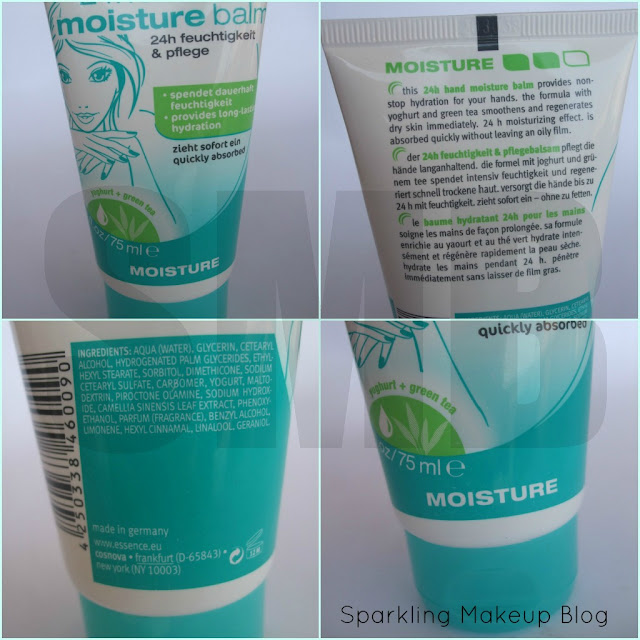 moisture balm
24h feuchtigkeit
& pflege
• spendet dauerhaft
feuchtigkeit
• provides long-lasting
hydration
zieht sofort ein
quickly absorbed
yoghurt + green tea
oz/75 ml e
MOISTURE
MOISTURE
this 24h hand moisture balm provides non-
stop hydration for your hands. the formula with
yoghurt and green tea smoothens and regenerates
dry skin immediately. 24 h moisturizing effect. is
absorbed quickly without leaving an oily film.
der 24h feuchtigkeit & pflegebalsam pflegt die
hände langanhaltend. die formel mit joghurt und grü-
nem tee spendet intensiv feuchtigkeit und regene-
riert schnell trockene haut. versorgt die hände bis zu
24 h mit feuchtigkeit. zieht sofort ein – ohne zu fetten.
le baume hydratant 24h pour les mains
soigne les mains de façon prolongée. sa formule
enrichie au yaourt et au thé vert hydrate inten-
sément et régénère rapidement la peau sèche.
hydrate les mains pendant 24 h. pénètre
immédiatement sans laisser de film gras.
INGREDIENTS: AQUA (WATER), GLYCERIN, CETEARYL
ALCOHOL, HYDROGENATED PALM GLYCERIDES, ETHYL-
HEXYL STEARATE, SORBITOL, DIMETHICONE, SODIUM
CETEARYL SULFATE, CARBOMER, YOGURT, MALTO-
DEXTRIN, PIROCTONE OLAMINE, SODIUM HYDROX-
IDE, CAMELLIA SINENSIS LEAF EXTRACT, PHENOXY-
ETHANOL, PARFUM (FRAGRANCE), BENZYL ALCOHOL,
LIMONENE, HEXYL CINNAMAL, LINALOOL, GERANIOL.
4 250338 460090
made in germany
www.essence.eu
cosnova • frankfurt (D-65843) •
new york (NY 10003)
12 M
quickly absorbed
yoghurt + green tea
oz/75 ml e
MOISTURE
SMB
Sparkling Makeup Blog